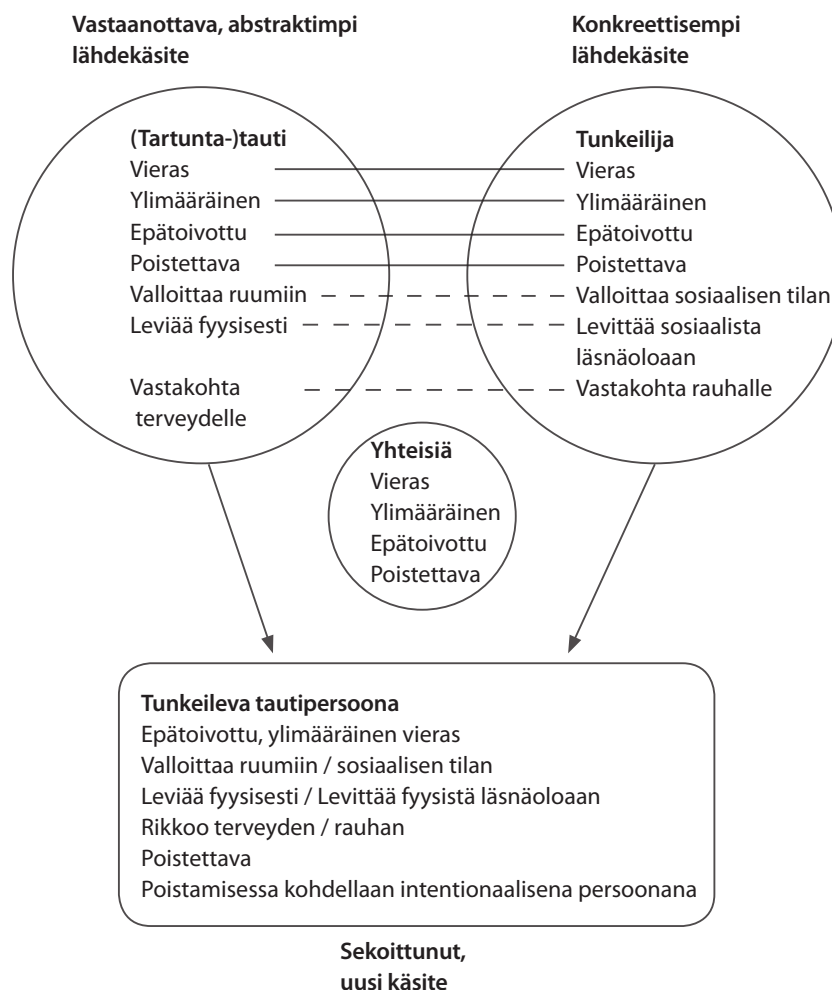 Vastaanottava, abstraktimpi
lähdekäsite
Konkreettisempi
lähdekäsite
(Tartunta-)tauti
Vieras
Ylimääräinen
Epätoivottu
Poistettava
Valloittaa ruumiin
Leviää fyysisesti
Vastakohta
terveydelle
Tunkeilija
Vieras
Ylimääräinen
Epätoivottu
Poistettava
Valloittaa sosiaalisen tilan
Levittää sosiaalista
läsnäoloaan
Vastakohta rauhalle
Yhteisiä
Vieras
Ylimääräinen
Epätoivottu
Poistettava
Tunkeileva tautipersoona
Epätoivottu, ylimääräinen vieras
Valloittaa ruumiin / sosiaalisen tilan
Leviää fyysisesti / Levittää fyysistä läsnäoloaan
Rikkoo terveyden / rauhan
Poistettava
Poistamisessa kohdellaan intentionaalisena persoonana
Sekoittunut,
uusi käsite